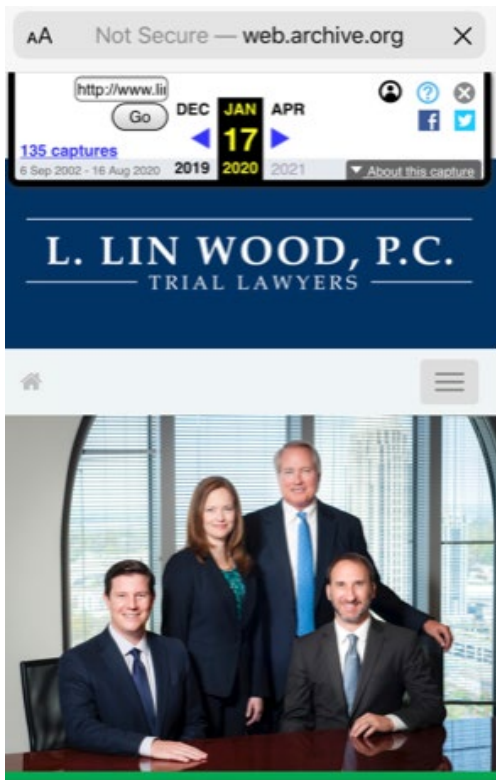 AA Not Secure — web.archive.org ×
http://www.lin
Go
DEC JAN APR
17
135 captures
6 Sep 2002 - 16 Aug 2020
2019 2020 2021
▼ About this capture
L. LIN WOOD, P.C.
TRIAL LAWYERS